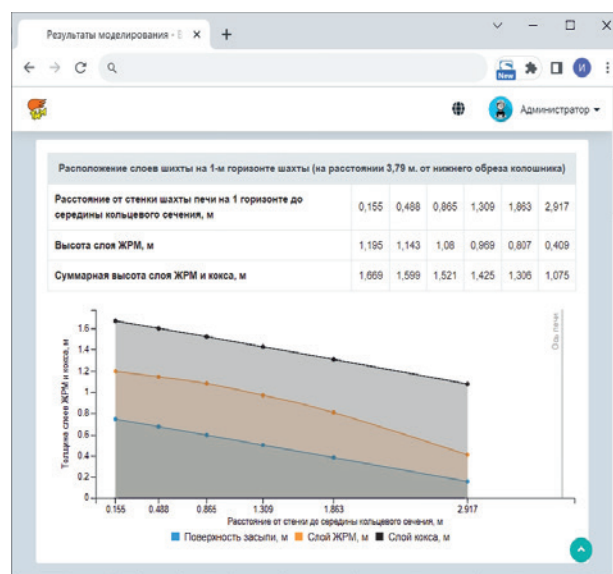 Результаты моделирования - Е
New
И
Администратор
Расположение слоев шихты на 1-м горизонте шахты (на расстоянии 3,79 м. от нижнего обреза колошника)
Расстояние от стенки шахты печи на 1 горизонте до
середины кольцевого сечения, м
0,155 0,488 0,865 1,309 1,863 2,917
Высота слоя ЖРМ, м 1,195 1,143 1,08 0,969 0,807 0,409
Суммарная высота слоя ЖРМ и кокса, м 1,669 1,599 1,521 1,425 1,306 1,075
Толщина слоев ЖРМ и кокса, м
1.6
1.4
1.2
1
0.8
0.6
0.4
0.2
0
Ось печи
0.155 0.488 0.865 1.309 1.863 2.917
Расстояние от стенки до середины кольцевого сечения, м
Поверхность засыпи, м Слой ЖРМ, м Слой кокса, м